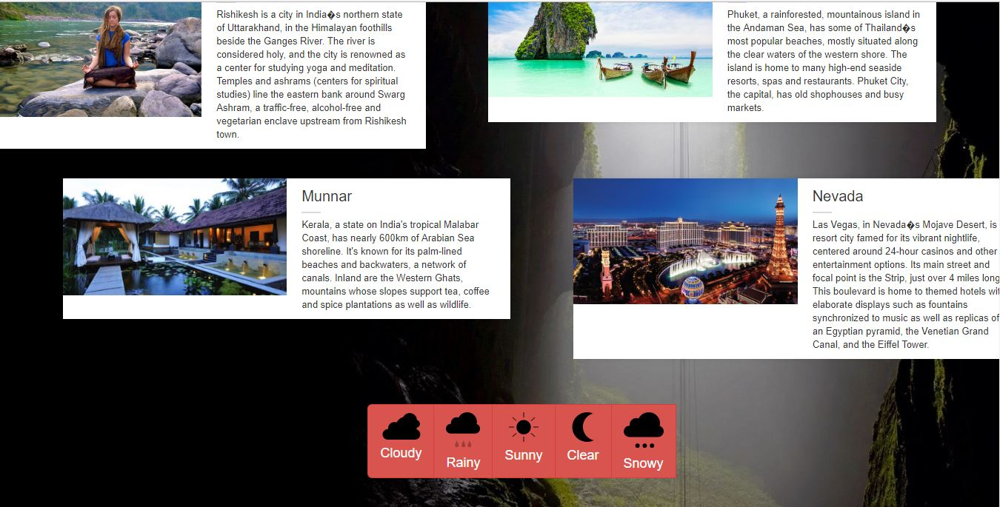 Rishikesh is a city in India�s northern state
of Uttarakhand, in the Himalayan foothills
beside the Ganges River. The river is
considered holy, and the city is renowned as
a center for studying yoga and meditation.
Temples and ashrams (centers for spiritual
studies) line the eastern bank around Swarg
Ashram, a traffic-free, alcohol-free and
vegetarian enclave upstream from Rishikesh
town.
Phuket, a rainforested, mountainous island in
the Andaman Sea, has some of Thailand�s
most popular beaches, mostly situated along
the clear waters of the western shore. The
island is home to many high-end seaside
resorts, spas and restaurants. Phuket City,
the capital, has old shophouses and busy
markets.
Munnar
Kerala, a state on India's tropical Malabar
Coast, has nearly 600km of Arabian Sea
shoreline. It's known for its palm-lined
beaches and backwaters, a network of
canals. Inland are the Western Ghats,
mountains whose slopes support tea, coffee
and spice plantations as well as wildlife.
Nevada
Las Vegas, in Nevada�s Mojave Desert, is
resort city famed for its vibrant nightlife,
centered around 24-hour casinos and other
entertainment options. Its main street and
focal point is the Strip, just over 4 miles long
This boulevard is home to themed hotels wit
elaborate displays such as fountains
synchronized to music as well as replicas of
an Egyptian pyramid, the Venetian Grand
Canal, and the Eiffel Tower.
Cloudy
Rainy
Sunny
Clear
Snowy